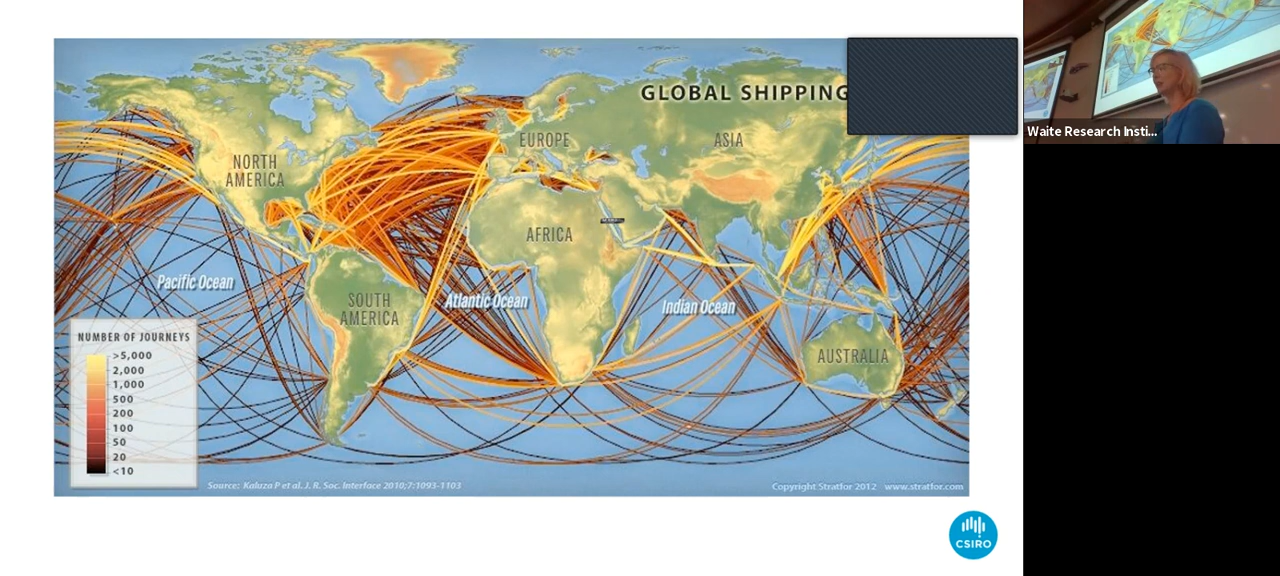 GLOBAL SHIPPING
NORTH
AMERICA
EUROPE
ASIA
AFRICA
Pacific Ocean
SOUTH
AMERICA
Atlantic Ocean
Indian Ocean
AUSTRALIA
NUMBER OF JOURNEYS
>5,000
2,000
1,000
500
200
100
50
20
<10
Source: Kaluza P et al. J. R. Soc. Interface 2010;7:1093-1103
Copyright Stratfor 2012 www.stratfor.com
CSIRO
Waite Research Insti...